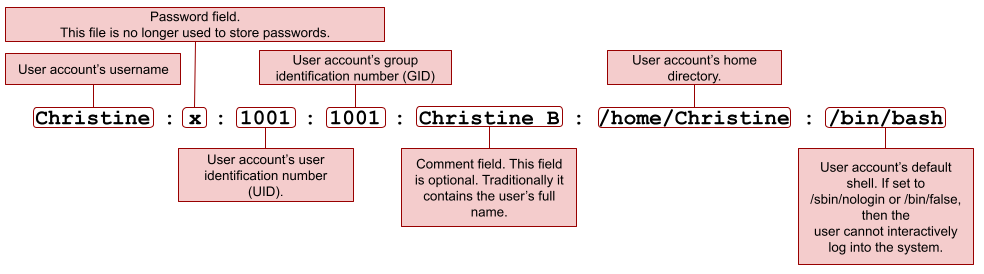 Password field.
This file is no longer used to store passwords.
User account's username
User account's group
identification number (GID)
User account's home
directory.
Christine : x : 1001 : 1001 : Christine B : /home/Christine : /bin/bash
User account's user
identification number
(UID).
Comment field. This field
is optional. Traditionally it
contains the user's full
name.
User account's default
shell. If set to
/sbin/nologin or /bin/false,
then the
user cannot interactively
log into the system.